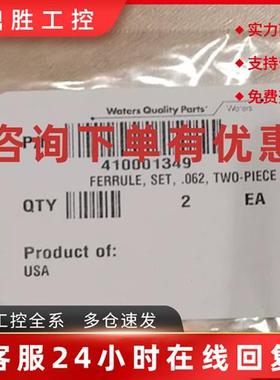 昌胜工控
实力
Waters Quality Parts
Waters
支持
咨询下单有优惠
410001349
免费
FERRULE, SET, .062, TWO-PIECE
QTY 2 EA
Product of:
USA
工控全系 多仓速发
客服24小时在线回复